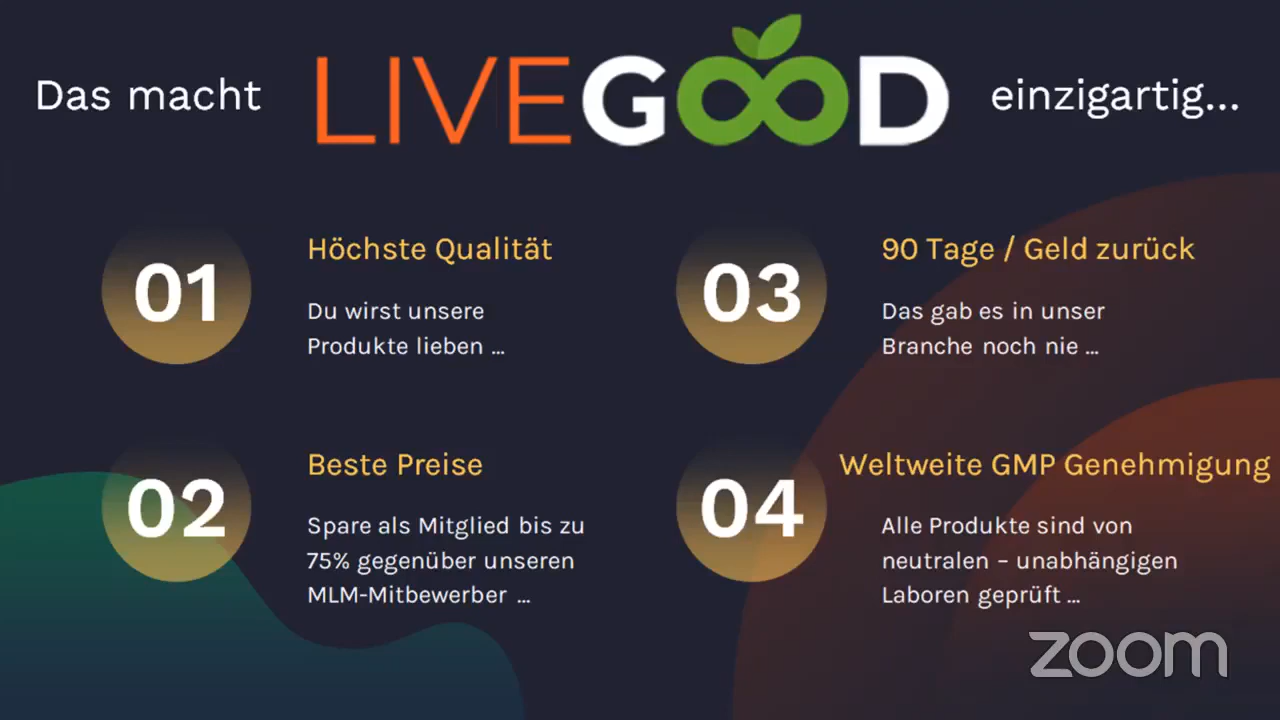 Das macht LIVEGOOD einzigartig...
01
Höchste Qualität
Du wirst unsere
Produkte lieben ...
02
Beste Preise
Spare als Mitglied bis zu
75% gegenüber unseren
MLM-Mitbewerber ...
03
90 Tage / Geld zurück
Das gab es in unser
Branche noch nie ...
04
Weltweite GMP Genehmigung
Alle Produkte sind von
neutralen – unabhängigen
Laboren geprüft ...
zoom